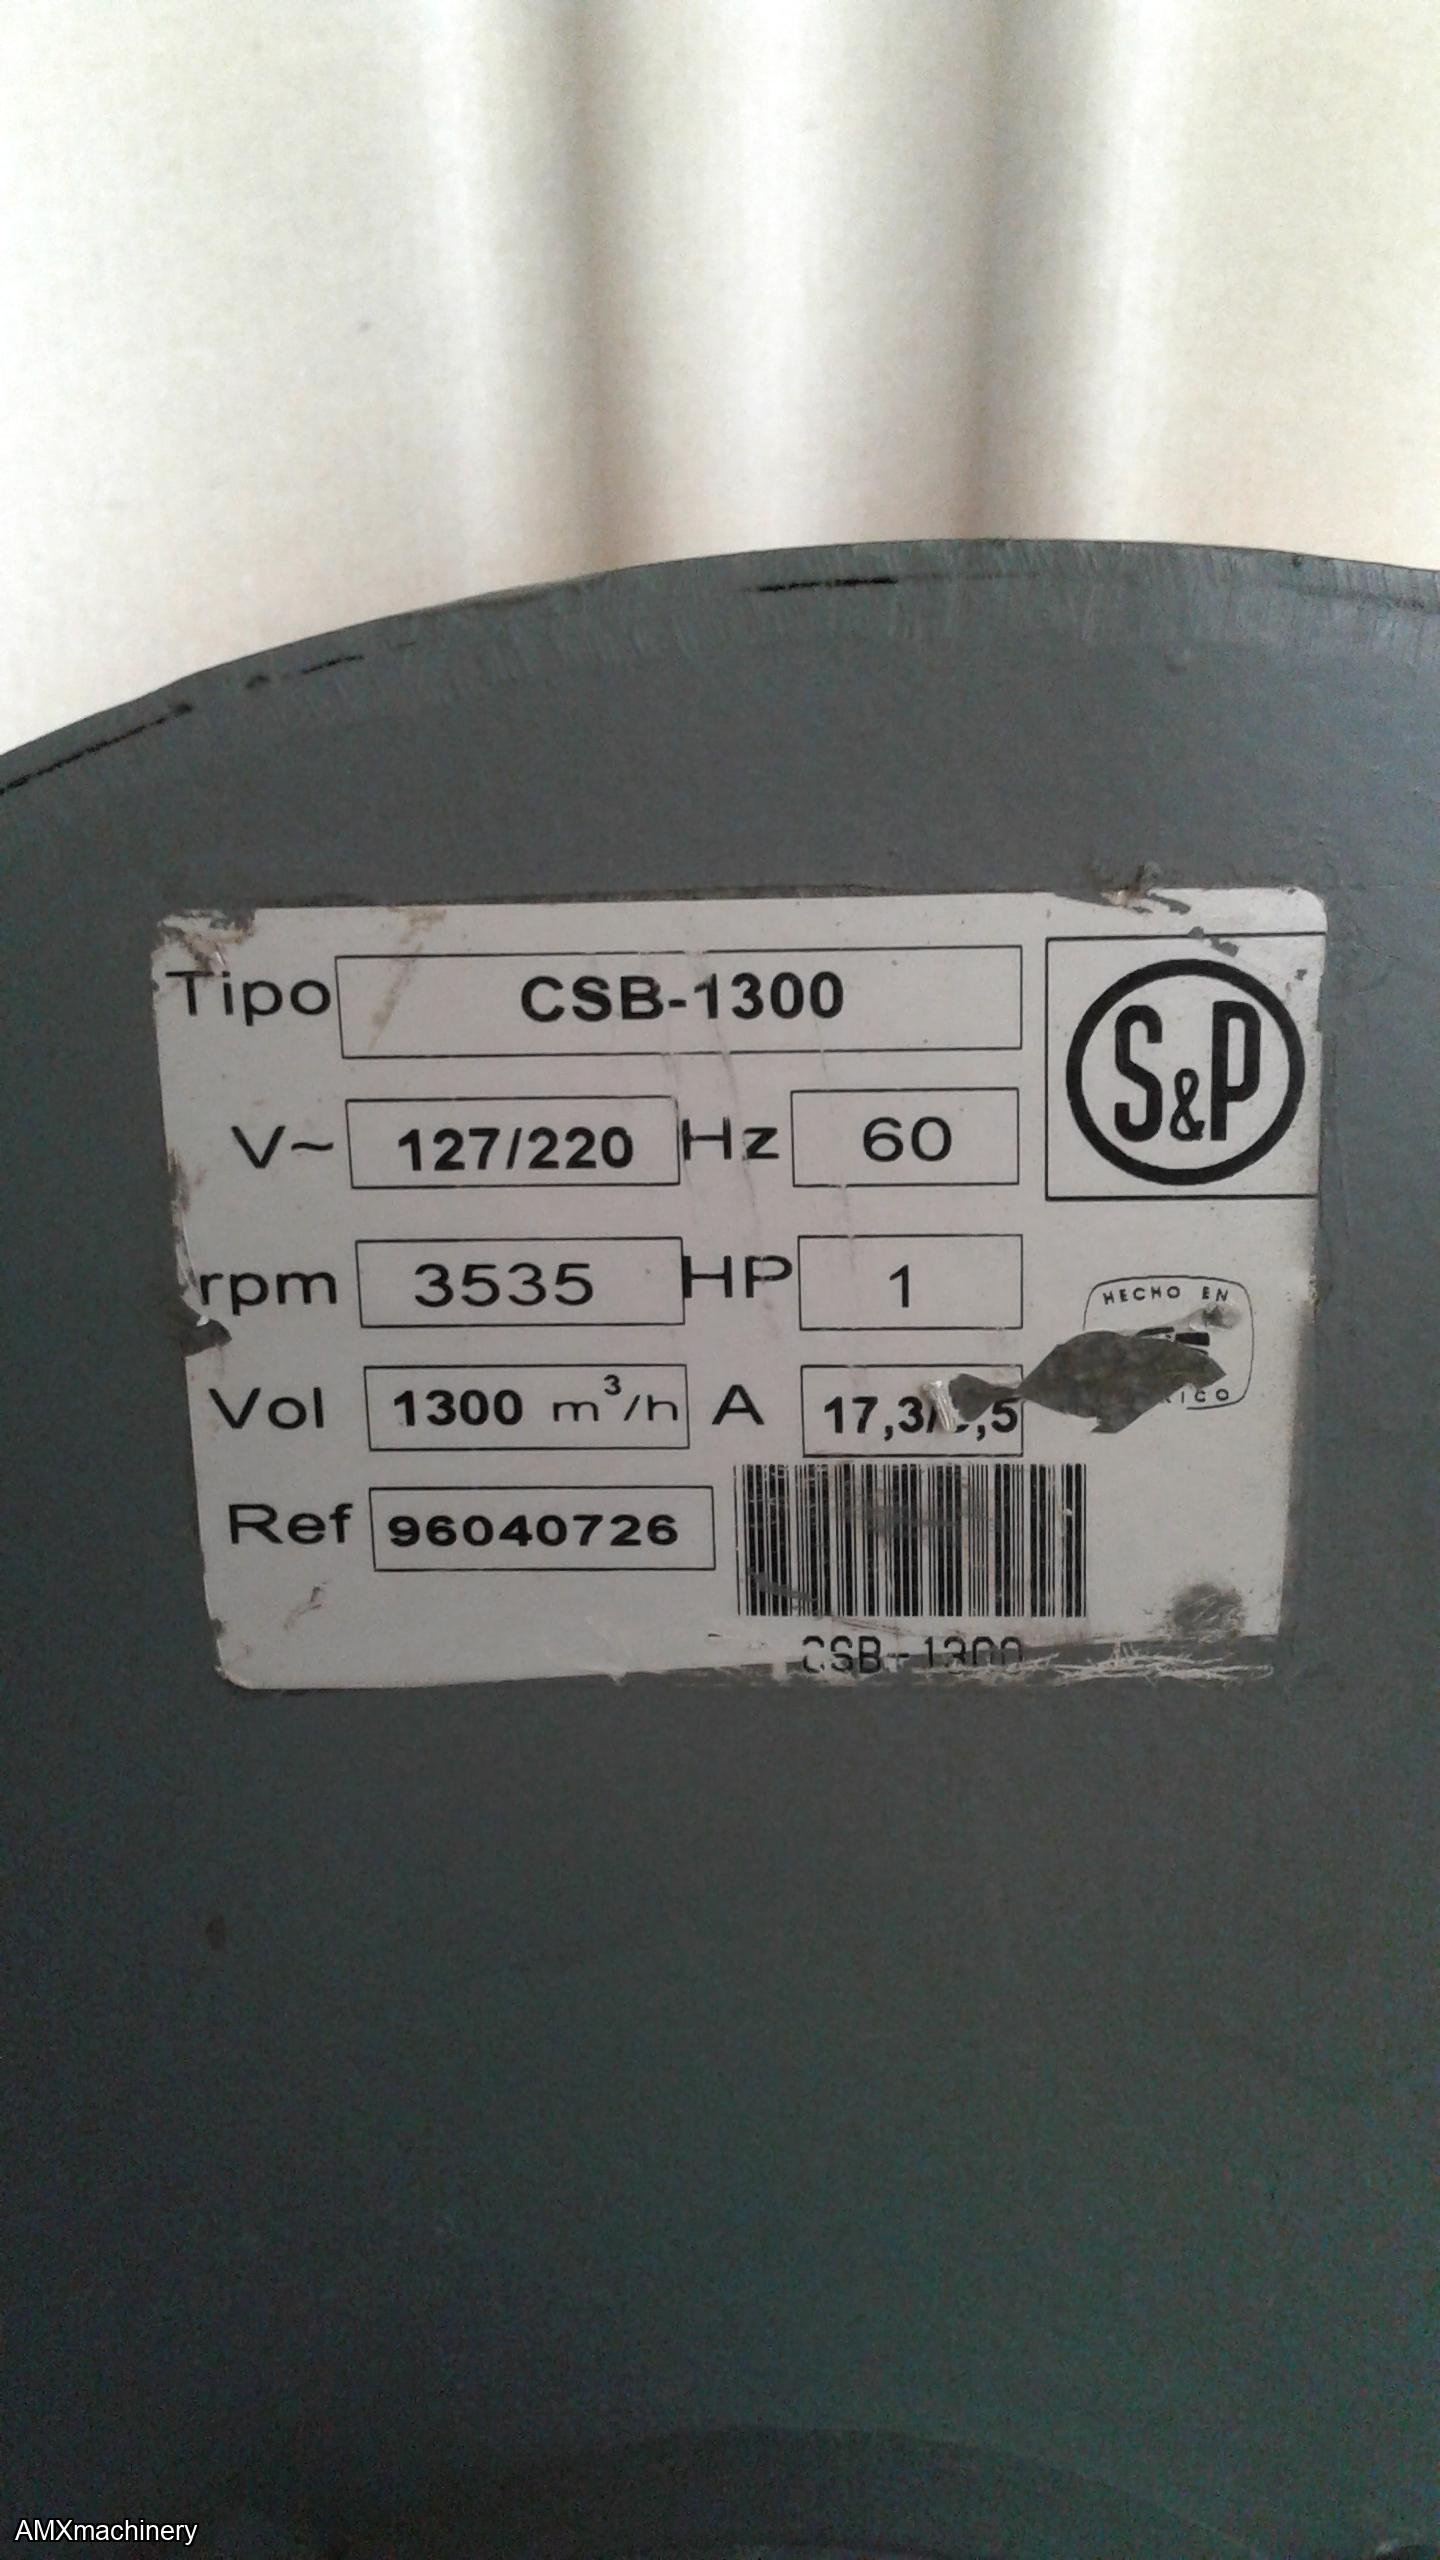 Tipo CSB-1300
S&P
V~ 127/220 Hz 60
rpm 3535 HP 1
HECHO EN
Vol 1300 m³/h A
Ref 96040726
CSB-1300
AMXmachinery